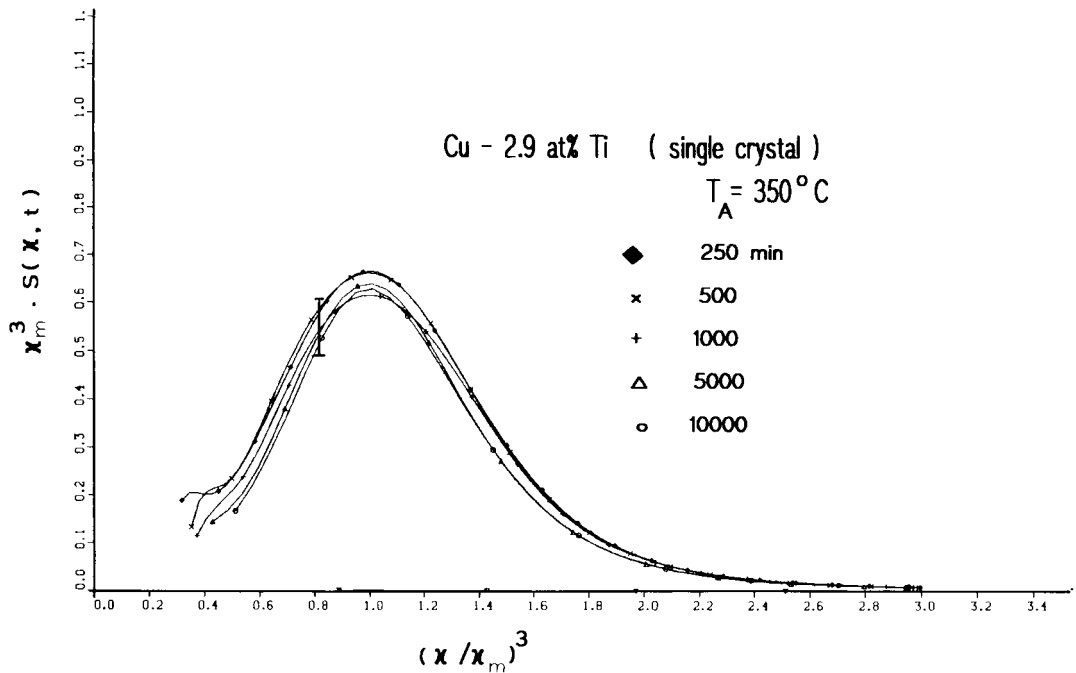 1.
1.1
1.0
0.9
0.8
0.7
0.6
0.5
0.4
0.3
0.2
0.1
0.0
χ_m^3 · S(χ,t)
Cu - 2.9 at% Ti (single crystal)
T_A = 350°C
250 min
500
1000
5000
10000
0.0 0.2 0.4 0.6 0.8 1.0 1.2 1.4 1.6 1.8 2.0 2.2 2.4 2.6 2.8 3.0 3.2 3.4
(χ/χ_m)^3